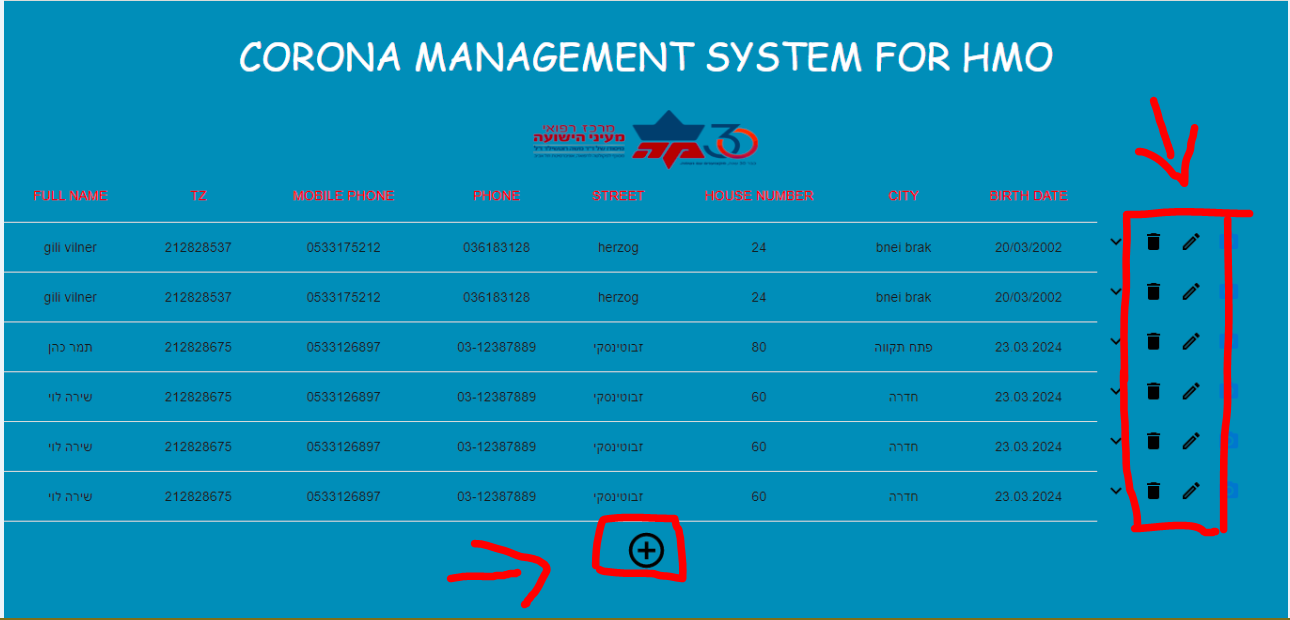 CORONA MANAGEMENT SYSTEM FOR HMO
מרכז רפואי
מעיני הישועה
30
FULL NAME TZ MOBILE PHONE PHONE STREET HOUSE NUMBER CITY BIRTH DATE
gili vilner 212828537 0533175212 036183128 herzog 24 bnei brak 20/03/2002
gili vilner 212828537 0533175212 036183128 herzog 24 bnei brak 20/03/2002
תמר כהן 212828675 0533126897 03-12387889 זבוטינסקי 80 פתח תקווה 23.03.2024
שירה לוי 212828675 0533126897 03-12387889 זבוטינסקי 60 חדרה 23.03.2024
שירה לוי 212828675 0533126897 03-12387889 זבוטינסקי 60 חדרה 23.03.2024
שירה לוי 212828675 0533126897 03-12387889 זבוטינסקי 60 חדרה 23.03.2024